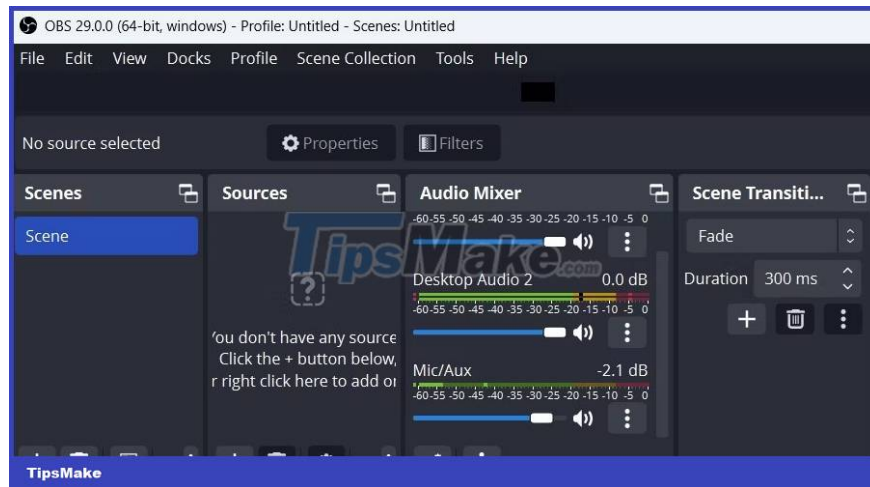 OBS 29.0.0 (64-bit, windows) - Profile: Untitled - Scenes: Untitled
File Edit View Docks Profile Scene Collection Tools Help
No source selected Properties Filters
Scenes Sources Audio Mixer Scene Transiti...
Scene
-60-55 -50 -45 -40 -35 -30 -25 -20 -15 -10 -5 0
Fade
TipsMake.com
Desktop Audio 2 0.0 dB
Duration 300 ms
-60-55 -50 -45 -40 -35 -30 -25 -20 -15 -10 -5 0
You don't have any source
Click the + button below,
r right click here to add or
Mic/Aux -2.1 dB
-60-55 -50 -45 -40 -35 -30 -25 -20 -15 -10 -5 0
TipsMake